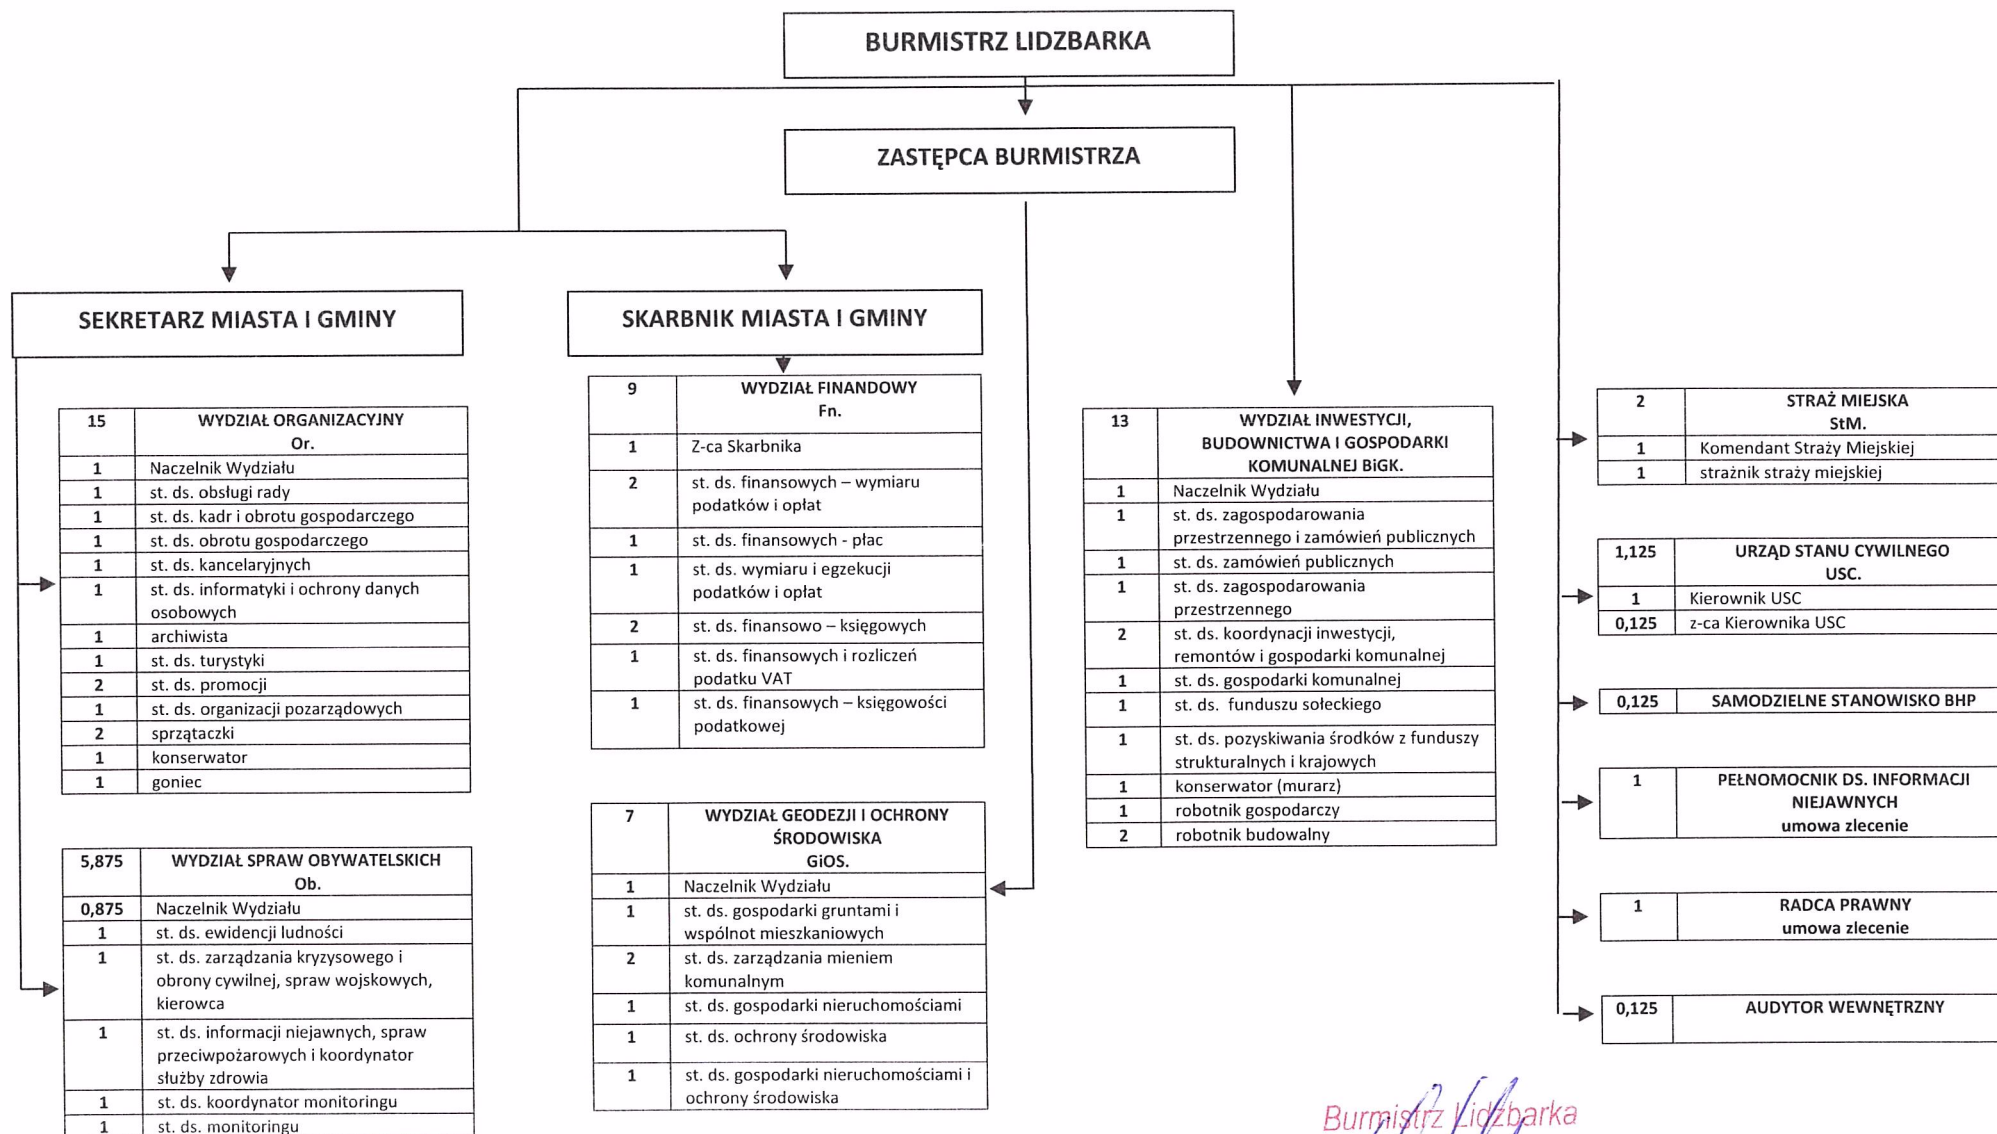 BURMISTRZ LIDZBARKA
ZASTĘPCA BURMISTRZA
SEKRETARZ MIASTA I GMINY
SKARBNIK MIASTA I GMINY
15 WYDZIAŁ ORGANIZACYJNY
Or.
1 Naczelnik Wydziału
1 st. ds. obsługi rady
1 st. ds. kadr i obrotu gospodarczego
1 st. ds. obrotu gospodarczego
1 st. ds. kancelaryjnych
1 st. ds. informatyki i ochrony danych
osobowych
1 archiwista
1 st. ds. turystyki
2 st. ds. promocji
1 st. ds. organizacji pozarządowych
2 sprzątaczki
1 konserwator
1 goniec
5,875 WYDZIAŁ SPRAW OBYWATELSKICH
Ob.
0,875 Naczelnik Wydziału
1 st. ds. ewidencji ludności
1 st. ds. zarządzania kryzysowego i
obrony cywilnej, spraw wojskowych,
kierowca
1 st. ds. informacji niejawnych, spraw
przeciwpożarowych i koordynator
służby zdrowia
1 st. ds. koordynator monitoringu
1 st. ds. monitoringu
9 WYDZIAŁ FINANDOWY
Fn.
1 Z-ca Skarbnika
2 st. ds. finansowych – wymiaru
podatków i opłat
1 st. ds. finansowych - płac
1 st. ds. wymiaru i egzekucji
podatków i opłat
2 st. ds. finansowo – księgowych
1 st. ds. finansowych i rozliczeń
podatku VAT
1 st. ds. finansowych – księgowości
podatkowej
7 WYDZIAŁ GEODEZJI I OCHRONY
ŚRODOWISKA
GiOS.
1 Naczelnik Wydziału
1 st. ds. gospodarki gruntami i
wspólnot mieszkaniowych
2 st. ds. zarządzania mieniem
komunalnym
1 st. ds. gospodarki nieruchomościami
1 st. ds. ochrony środowiska
1 st. ds. gospodarki nieruchomościami i
ochrony środowiska
13 WYDZIAŁ INWESTYCJI,
BUDOWNICTWA I GOSPODARKI
KOMUNALNEJ BiGK.
1 Naczelnik Wydziału
1 st. ds. zagospodarowania
przestrzennego i zamówień publicznych
1 st. ds. zamówień publicznych
1 st. ds. zagospodarowania
przestrzennego
2 st. ds. koordynacji inwestycji,
remontów i gospodarki komunalnej
1 st. ds. gospodarki komunalnej
1 st. ds. funduszu sołeckiego
1 st. ds. pozyskiwania środków z funduszy
strukturalnych i krajowych
1 konserwator (murarz)
1 robotnik gospodarczy
2 robotnik budowalny
2 STRAŻ MIEJSKA
StM.
1 Komendant Straży Miejskiej
1 strażnik straży miejskiej
1,125 URZĄD STANU CYWILNEGO
USC.
1 Kierownik USC
0,125 z-ca Kierownika USC
0,125 SAMODZIELNE STANOWISKO BHP
1 PEŁNOMOCNIK DS. INFORMACJI
NIEJAWNYCH
umowa zlecenie
1 RADCA PRAWNY
umowa zlecenie
0,125 AUDYTOR WEWNĘTRZNY
Burmistrz Lidzbarka